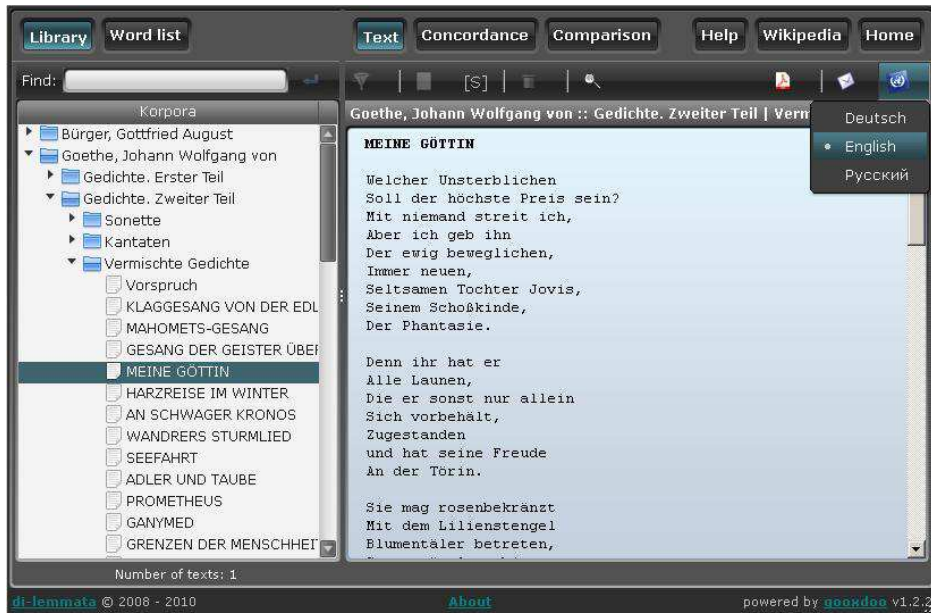 Library Word list Text Concordance Comparison Help Wikipedia Home
Find: [S]
Korpora
Bürger, Gottfried August
Goethe, Johann Wolfgang von
Gedichte. Erster Teil
Gedichte. Zweiter Teil
Sonette
Kantaten
Vermischte Gedichte
Vorspruch
KLAGGESANG VON DER EDL
MAHOMETS-GESANG
GESANG DER GEISTER ÜBER
MEINE GÖTTIN
HARZREISE IM WINTER
AN SCHWAGER KRONOS
WANDRERS STURMLIED
SEEFAHRT
ADLER UND TAUBE
PROMETHEUS
GANYMED
GRENZEN DER MENSCHHEIT
Number of texts: 1
Goethe, Johann Wolfgang von :: Gedichte. Zweiter Teil | Verm
Deutsch
English
Русский
MEINE GÖTTIN
Welcher Unsterblichen
Soll der höchste Preis sein?
Mit niemand streit ich,
Aber ich geb ihn
Der ewig beweglichen,
Immer neuen,
Seltsamen Tochter Jovis,
Seinem Schoßkinde,
Der Phantasie.
Denn ihr hat er
Alle Launen,
Die er sonst nur allein
Sich vorbehält,
Zugestanden
und hat seine Freude
An der Törin.
Sie mag rosenbekränzt
Mit dem Lilienstengel
Blumentäler betreten,
di-lemmata © 2008 - 2010 About powered by qooxdoo v1.2.2